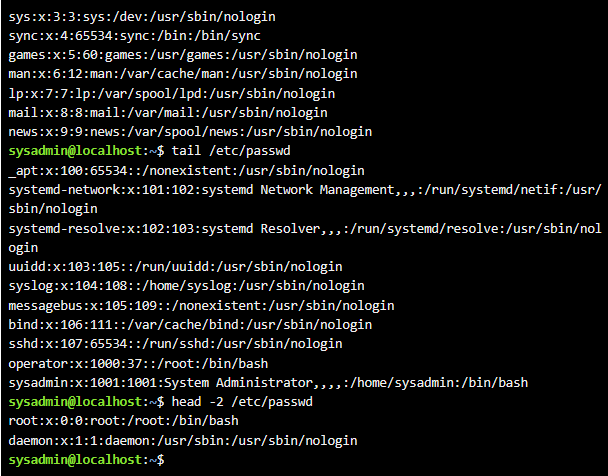 sys:x:3:3:sys:/dev:/usr/sbin/nologin
sync:x:4:65534:sync:/bin:/bin/sync
games:x:5:60:games:/usr/games:/usr/sbin/nologin
man:x:6:12:man:/var/cache/man:/usr/sbin/nologin
lp:x:7:7:lp:/var/spool/lpd:/usr/sbin/nologin
mail:x:8:8:mail:/var/mail:/usr/sbin/nologin
news:x:9:9:news:/var/spool/news:/usr/sbin/nologin
sysadmin@localhost:~$ tail /etc/passwd
_apt:x:100:65534::/nonexistent:/usr/sbin/nologin
systemd-network:x:101:102:systemd Network Management,,,:/run/systemd/netif:/usr/
sbin/nologin
systemd-resolve:x:102:103:systemd Resolver,,,:/run/systemd/resolve:/usr/sbin/nol
ogin
uuidd:x:103:105::/run/uuidd:/usr/sbin/nologin
syslog:x:104:108::/home/syslog:/usr/sbin/nologin
messagebus:x:105:109::/nonexistent:/usr/sbin/nologin
bind:x:106:111::/var/cache/bind:/usr/sbin/nologin
sshd:x:107:65534::/run/sshd:/usr/sbin/nologin
operator:x:1000:37::/root:/bin/bash
sysadmin:x:1001:1001:System Administrator,,,,:/home/sysadmin:/bin/bash
sysadmin@localhost:~$ head -2 /etc/passwd
root:x:0:0:root:/root:/bin/bash
daemon:x:1:1:daemon:/usr/sbin:/usr/sbin/nologin
sysadmin@localhost:~$